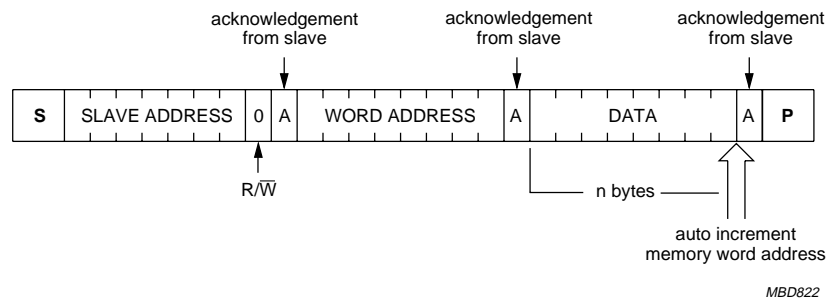 acknowledgement acknowledgement acknowledgement
from slave from slave from slave
S SLAVE ADDRESS 0 A WORD ADDRESS A DATA A P
R/W̅ n bytes
auto increment
memory word address
MBD822